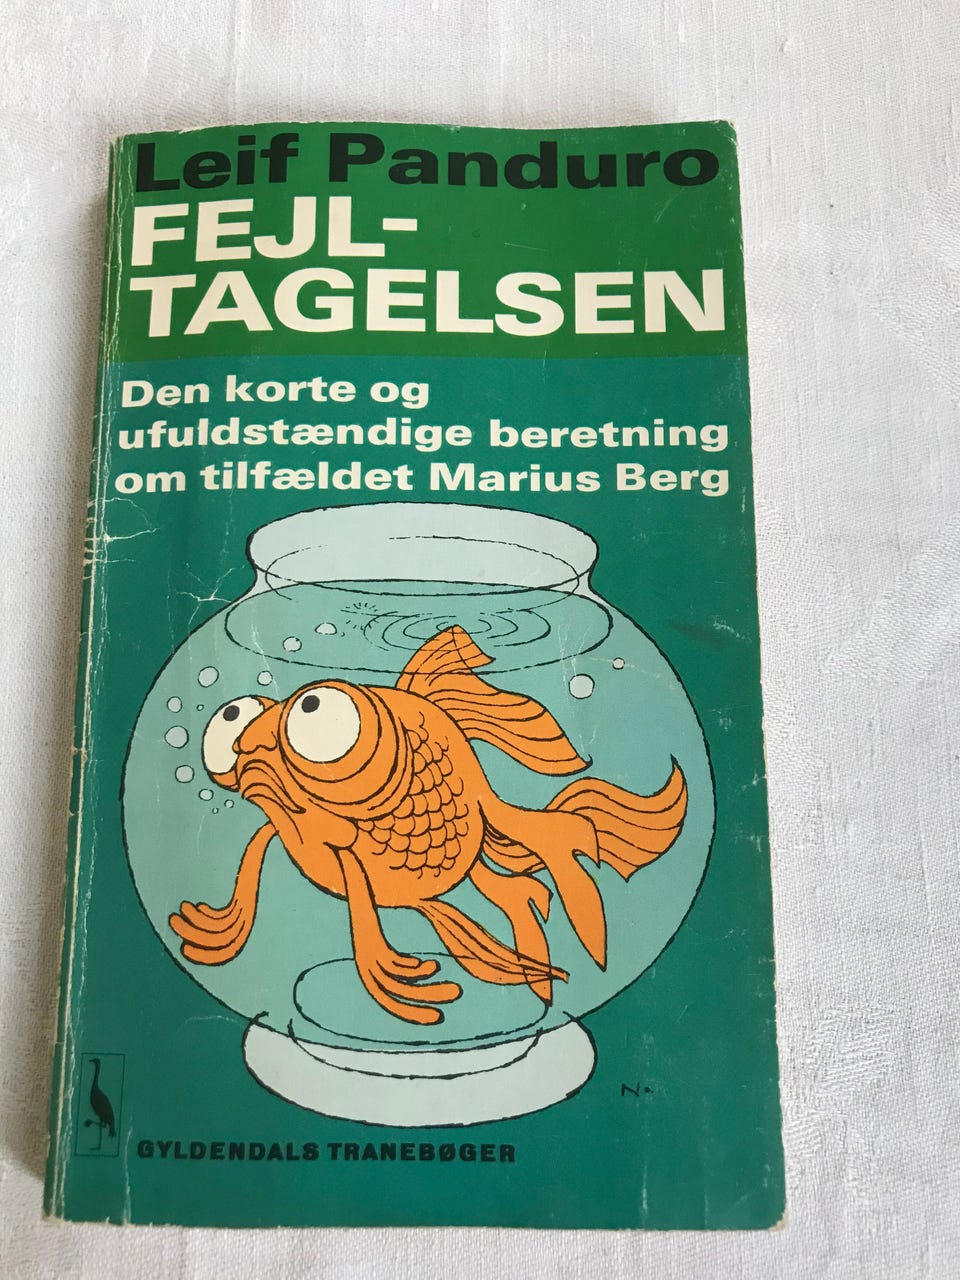 Leif Panduro
FEJL-
TAGELSEN
Den korte og
ufuldstændige beretning
om tilfældet Marius Berg
N.
GYLDENDALS TRANEBØGER